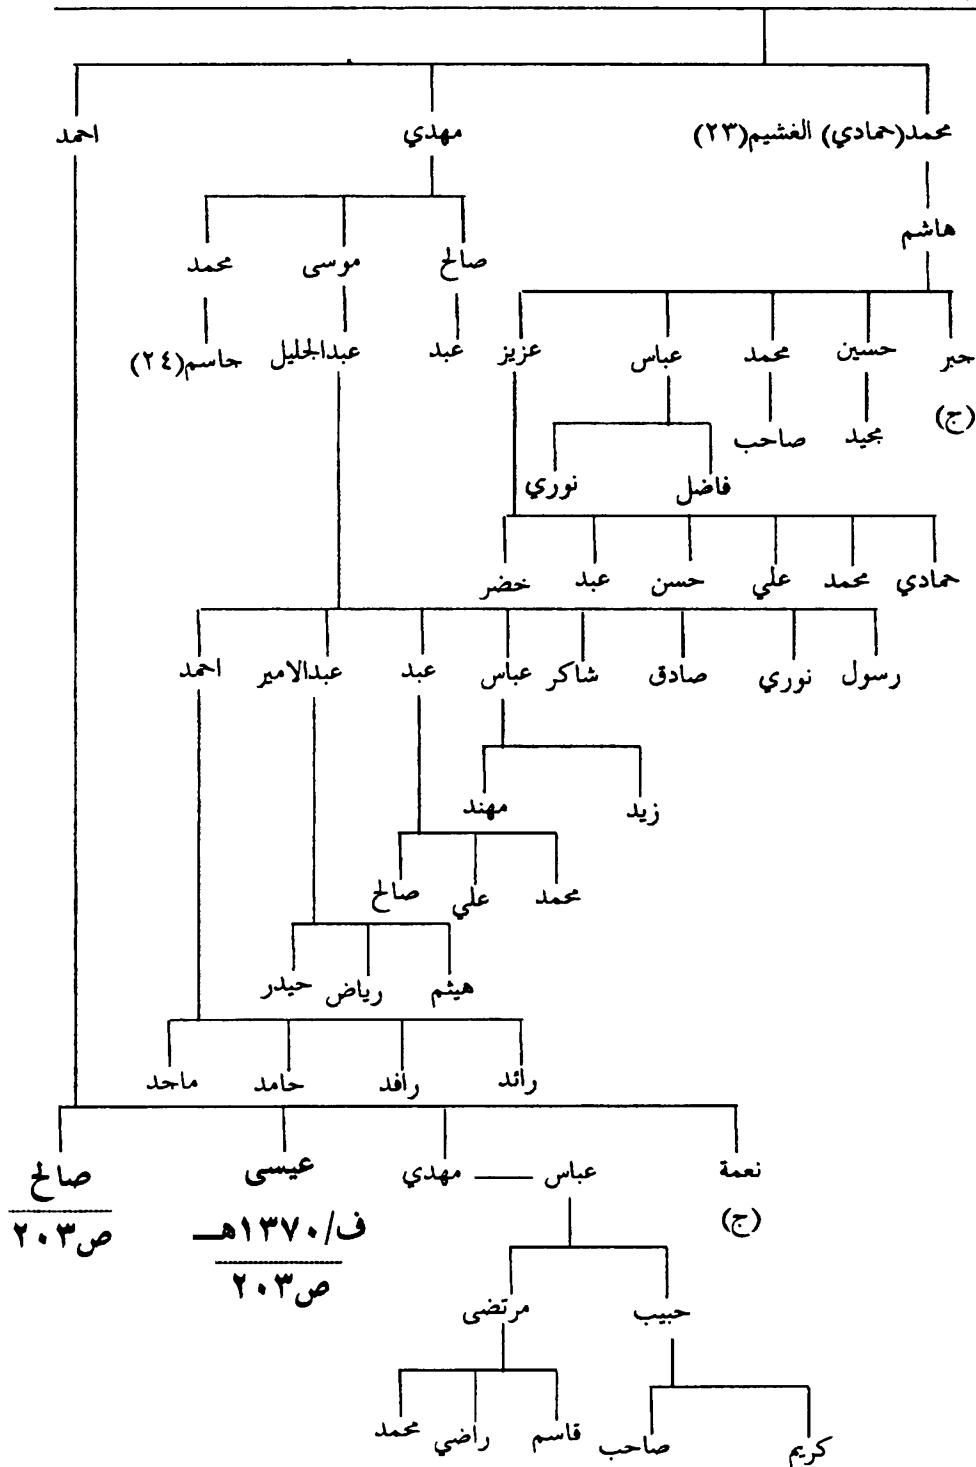 محمد(حمادي) الغشيم(٢٣) مهدي احمد
هاشم
صالح موسى محمد
حبر حسين محمد عباس عزيز عبد عبدالجليل حاسم(٢٤)
(ج) مجيد صاحب
فاضل نوري
حمادي محمد علي حسن عبد خضر
رسول نوري صادق شاكر عباس عبد عبدالامير احمد
زيد مهند
محمد علي صالح
هيثم رياض حيدر
رائد رافد حامد ماحد
نعمة عباس مهدي عيسى صالح
(ج) ف/١٣٧٠هـ ص٢٠٣
ص٢٠٣
حبيب مرتضى
كريم صاحب قاسم راضي محمد